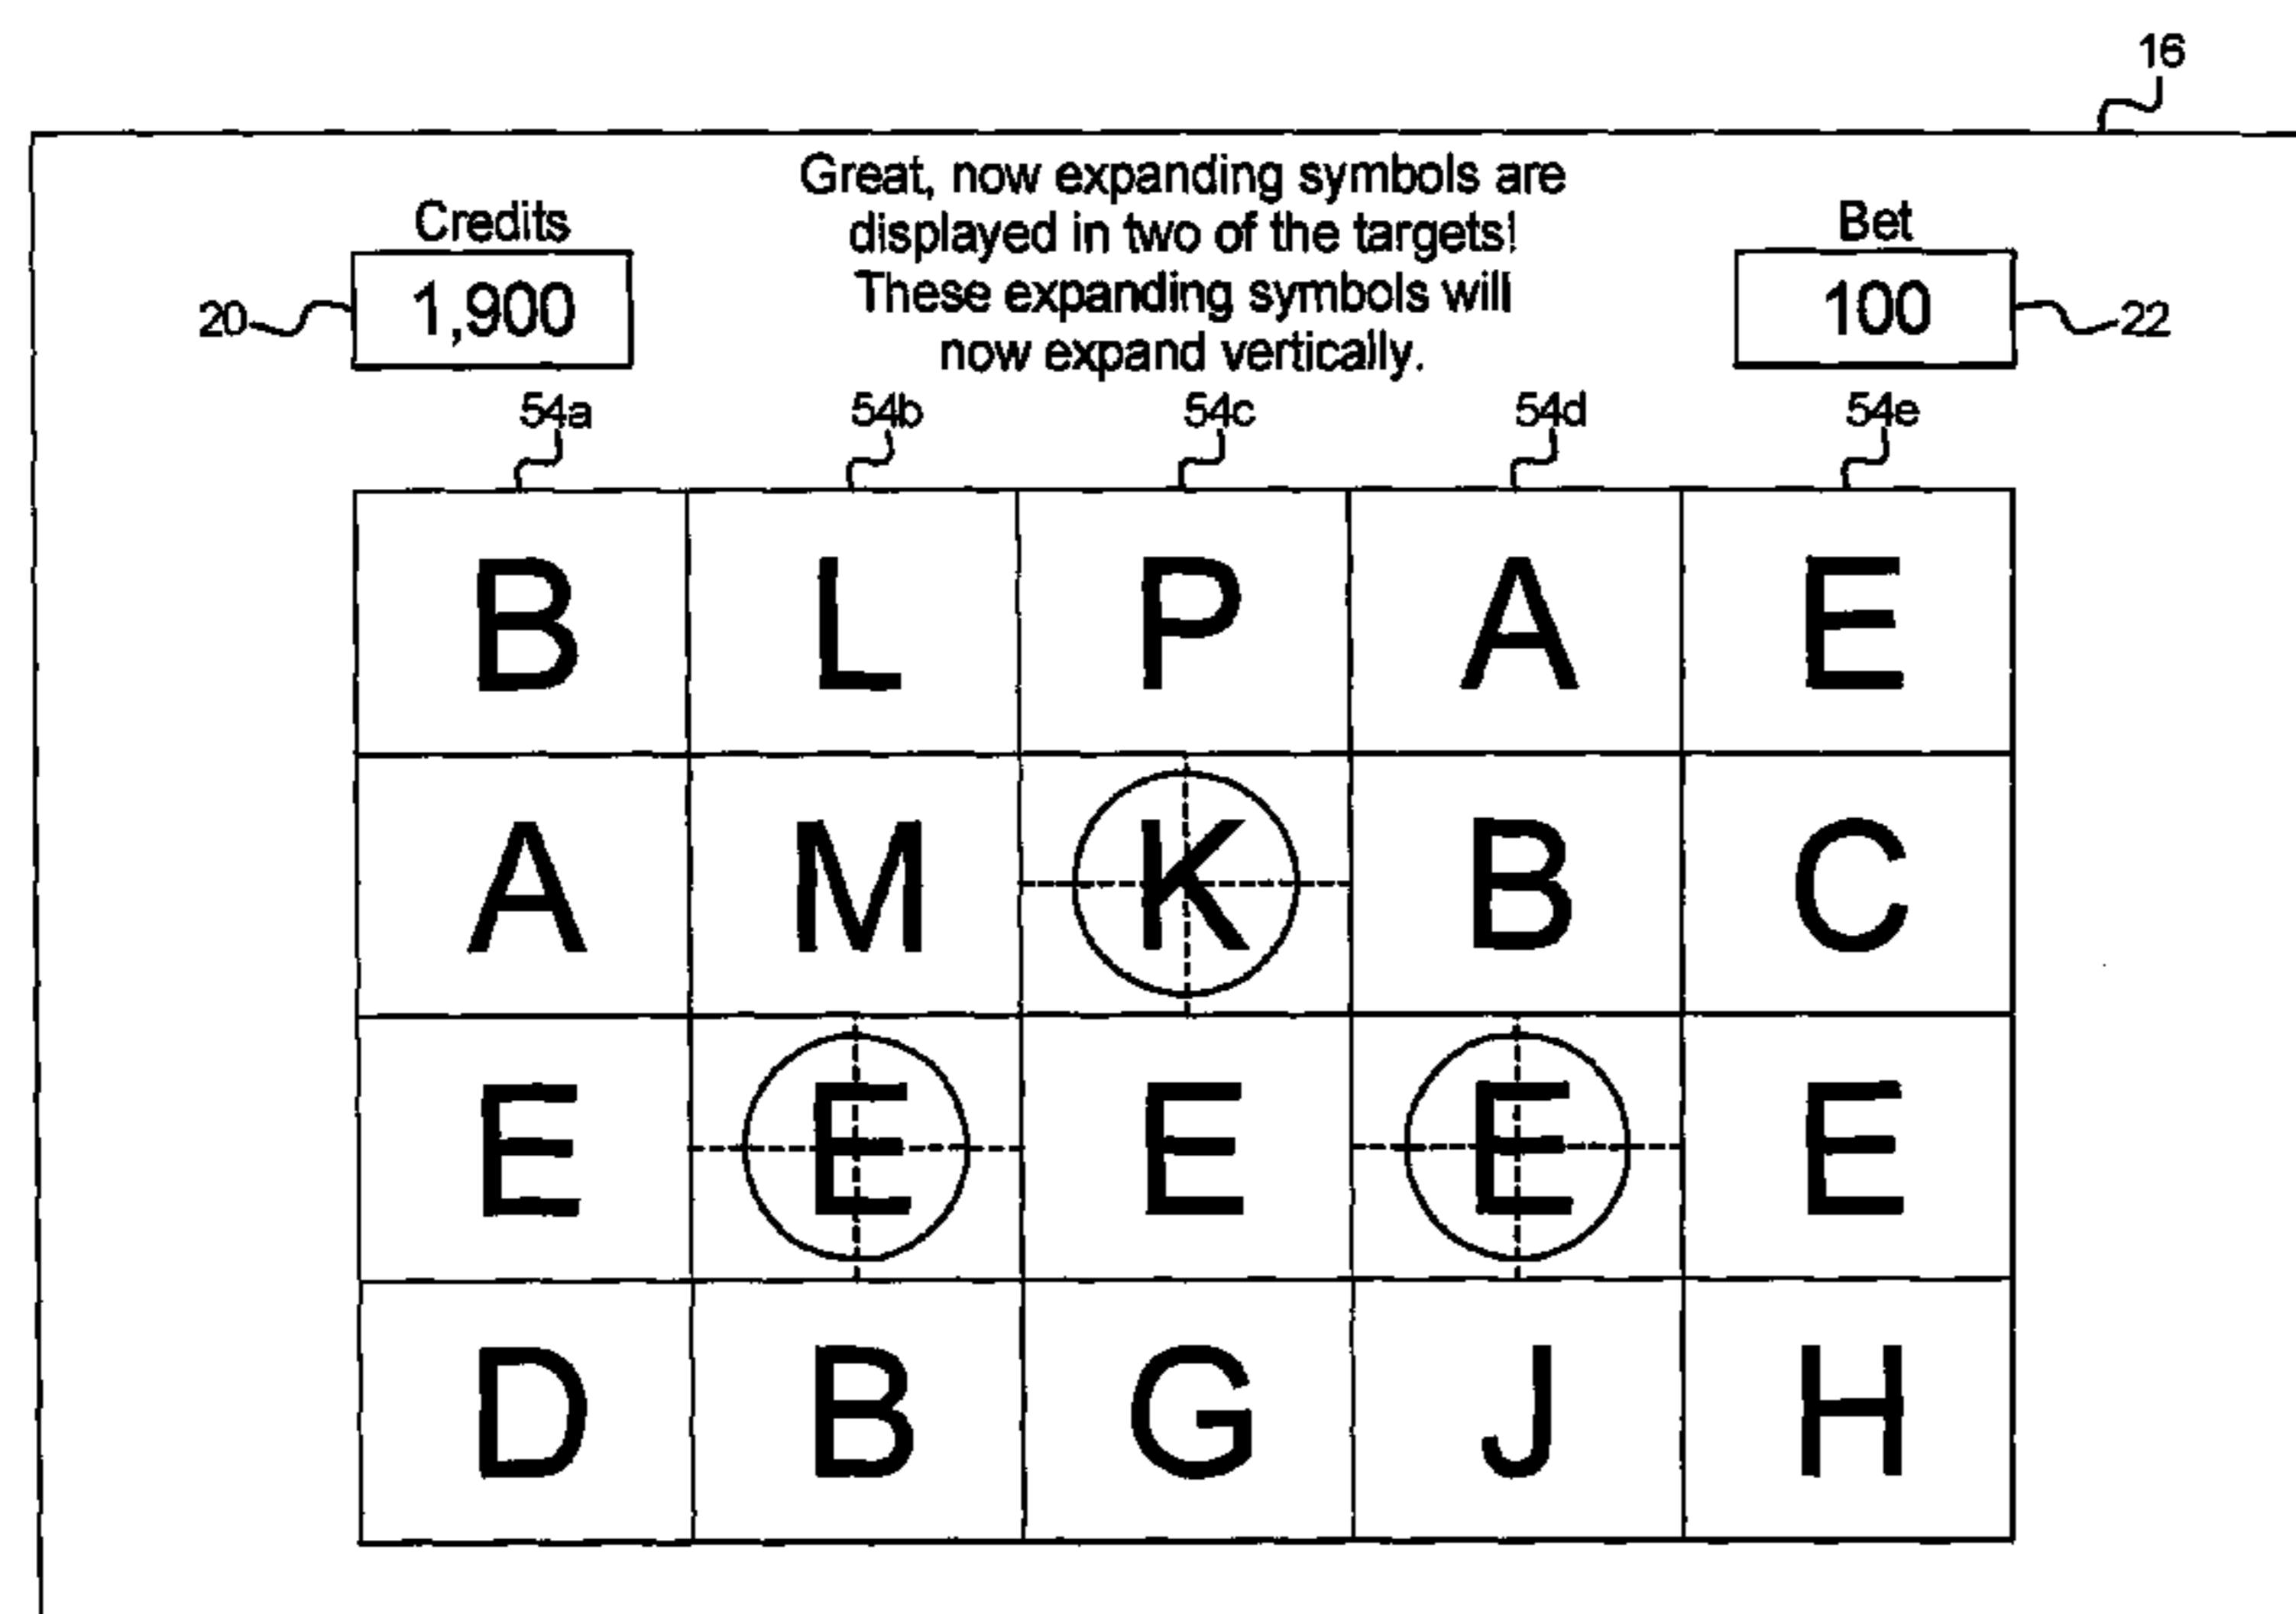 16
Great, now expanding symbols are
displayed in two of the targets!
These expanding symbols will
now expand vertically.
Credits
1,900
20
Bet
100
22
54a 54b 54c 54d 54e
B L P A E
A M K B C
E E E E E
D B G J H